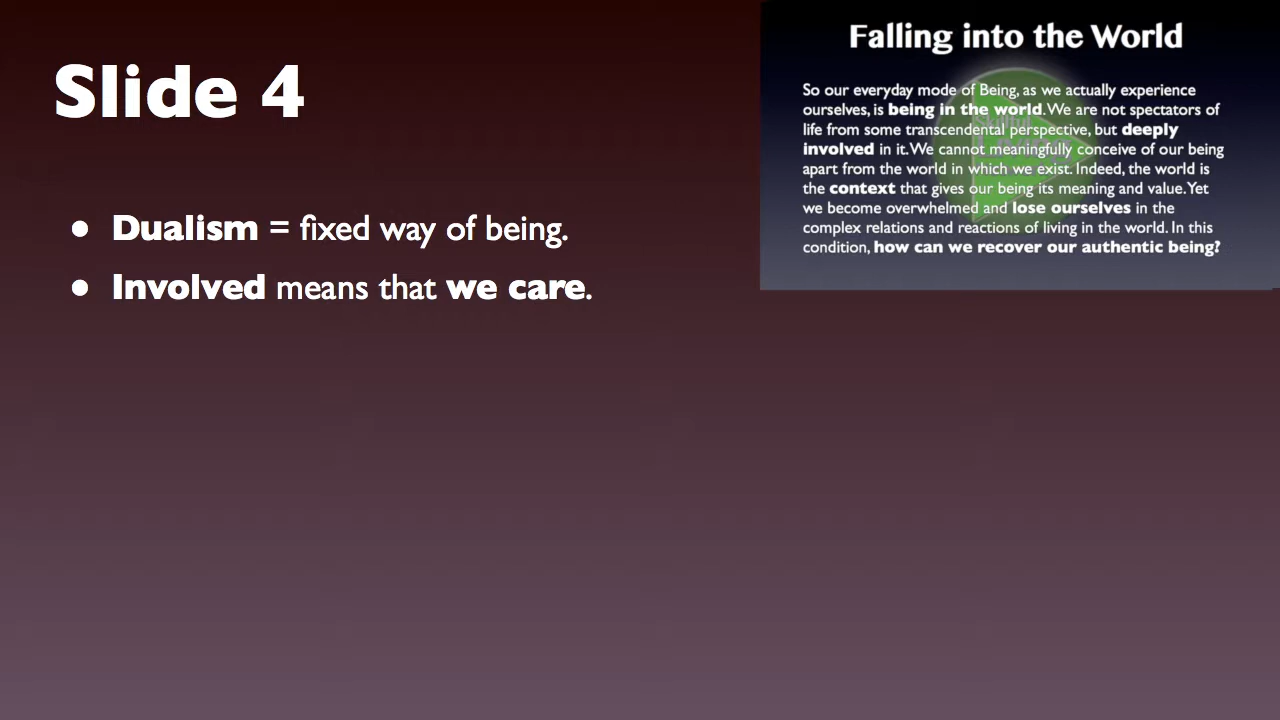 Slide 4
• Dualism = fixed way of being.
• Involved means that we care.
Falling into the World
So our everyday mode of Being, as we actually experience
ourselves, is being in the world. We are not spectators of
life from some transcendental perspective, but deeply
involved in it. We cannot meaningfully conceive of our being
apart from the world in which we exist. Indeed, the world is
the context that gives our being its meaning and value. Yet
we become overwhelmed and lose ourselves in the
complex relations and reactions of living in the world. In this
condition, how can we recover our authentic being?